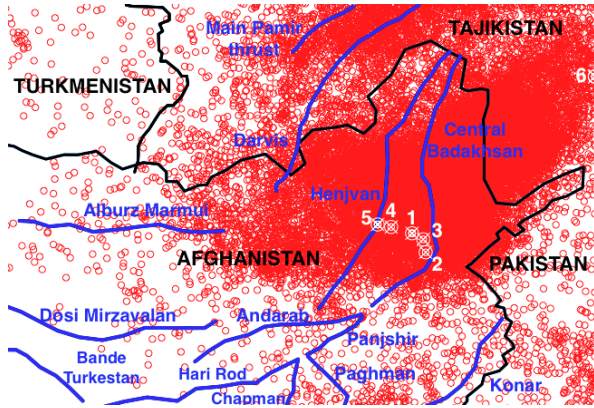 Main Pamir
thrust
TAJIKISTAN
TURKMENISTAN
6
Darvis
Central
Badakhsan
Henjvan
Alburz Marmul
5
4
1
3
2
AFGHANISTAN
PAKISTAN
Dosi Mirzavalan
Andarab
Panjshir
Bande
Turkestan
Hari Rod
Paghman
Chapman
Konar